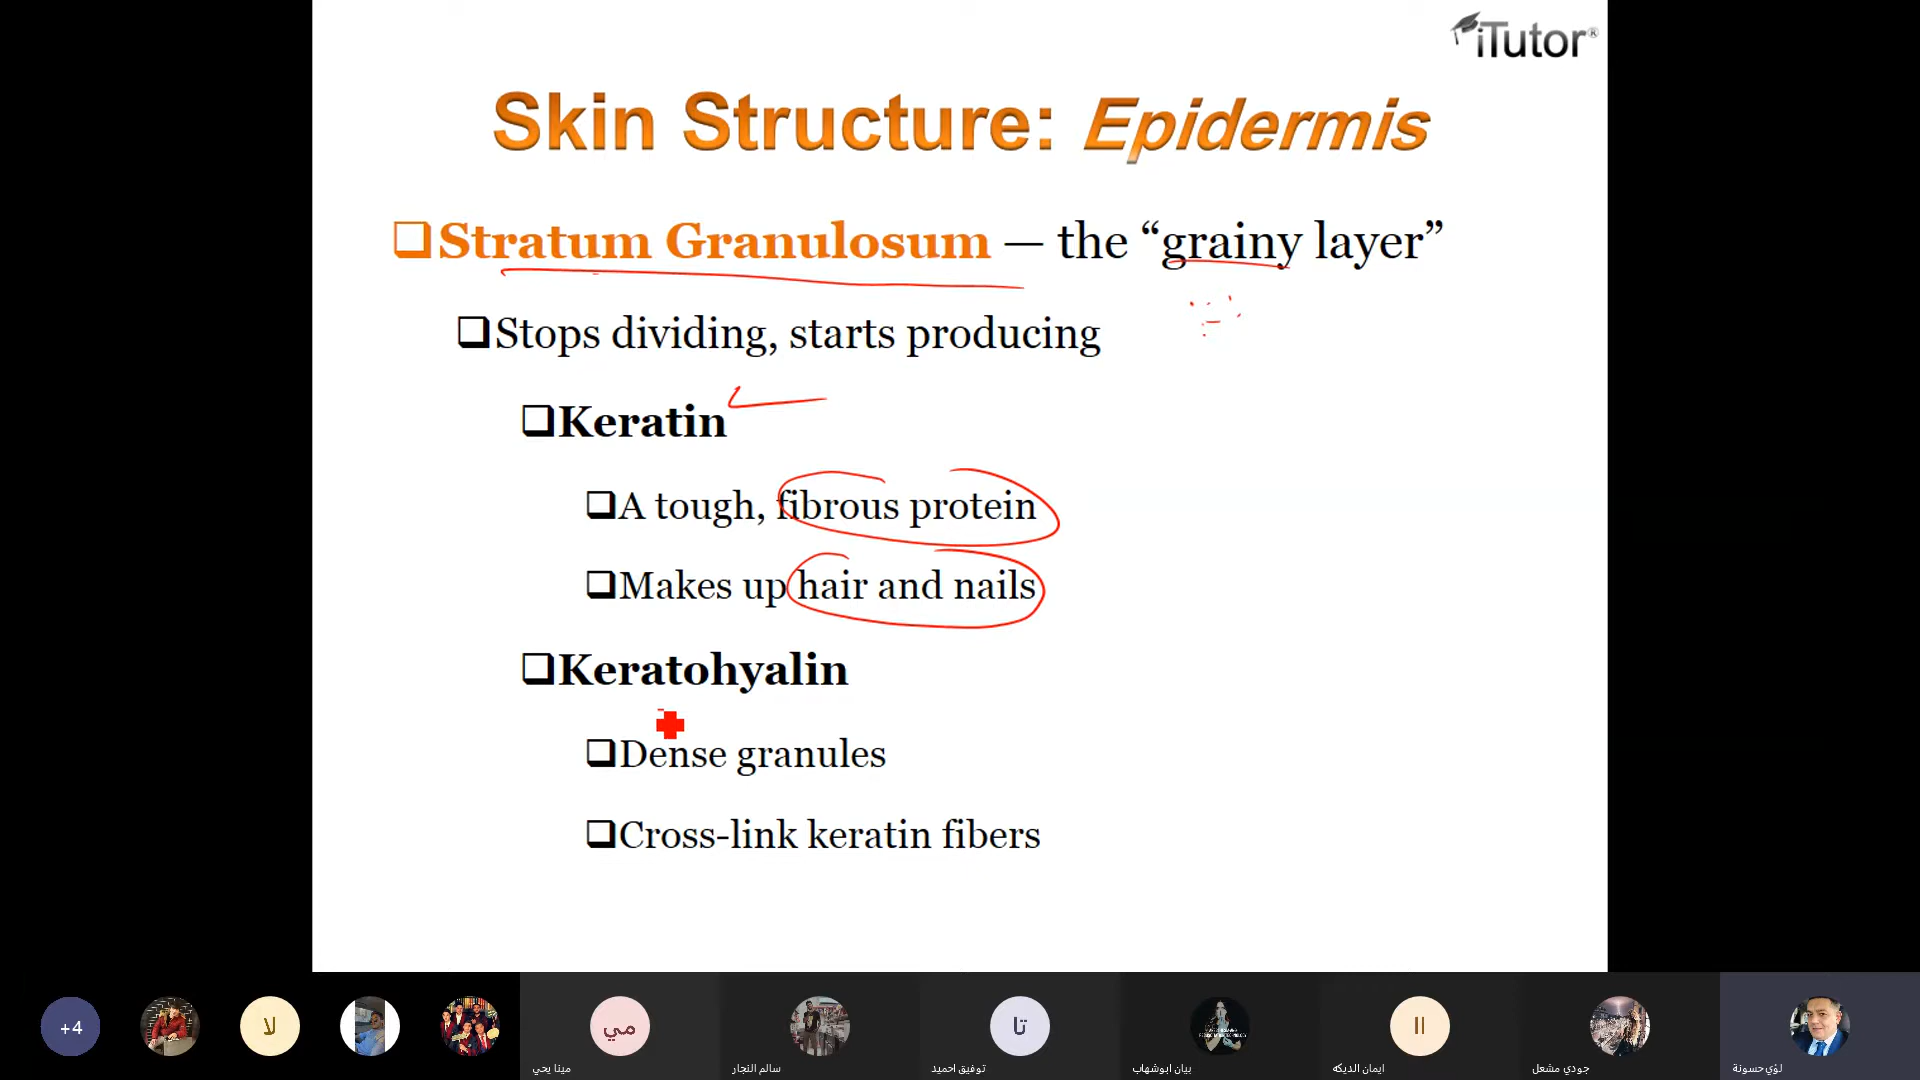 iTutor®
Skin Structure: Epidermis
❑Stratum Granulosum — the “grainy layer”
❑Stops dividing, starts producing
❑Keratin
❑A tough, fibrous protein
❑Makes up hair and nails
❑Keratohyalin
❑Dense granules
❑Cross-link keratin fibers
+4
لا
مي
تا
اا
مينا يحي
سالم النجار
توفيق احميد
بيان ابوشهاب
ايمان الديكه
جودي مشعل
لؤي حسونة